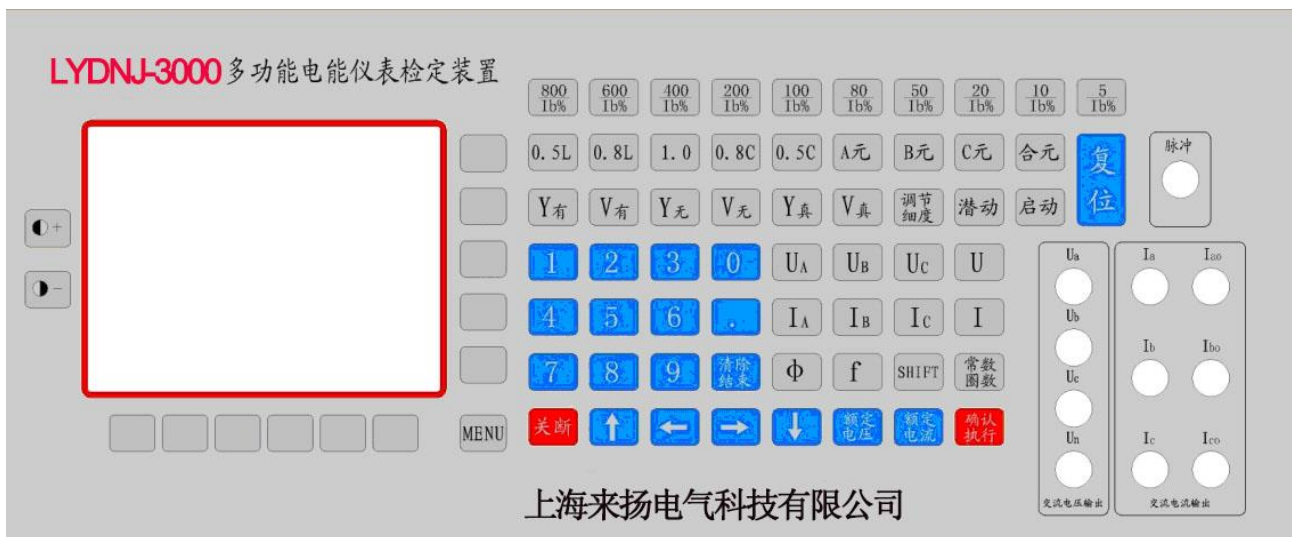 LYDNJ-3000多功能电能仪表检定装置
800/Ib% 600/Ib% 400/Ib% 200/Ib% 100/Ib% 80/Ib% 50/Ib% 20/Ib% 10/Ib% 5/Ib%
0.5L 0.8L 1.0 0.8C 0.5C A元 B元 C元 合元 复位 脉冲
Y有 V有 Y无 V无 Y真 V真 调节细度 潜动 启动
+
1 2 3 0 UA UB UC U
Ua Ia Iao
-
4 5 6 . IA IB IC I
Ub
7 8 9 清除结束 Φ f SHIFT 常数圈数
Uc Ib Ibo
MENU 关断 ↑ ← → ↓ 额定电压 额定电流 确认执行
Un Ic Ico
交流电压输出 交流电流输出
上海来扬电气科技有限公司